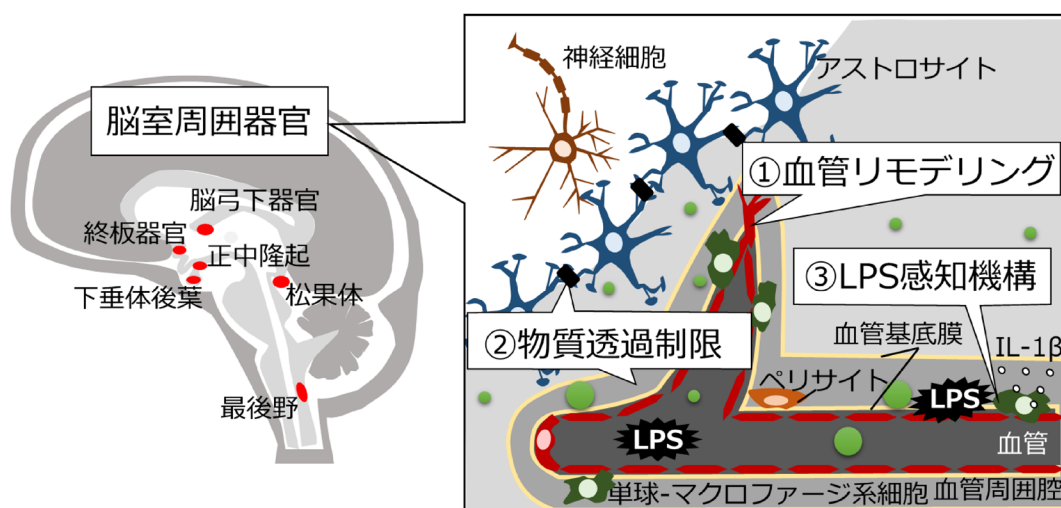 脳室周囲器官
脳弓下器官
終板器官
正中隆起
下垂体後葉
松果体
最後野
神経細胞
アストロサイト
①血管リモデリング
③LPS感知機構
②物質透過制限
血管基底膜
IL-1β
ペリサイト
LPS
LPS
血管
単球-マクロファージ系細胞
血管周囲腔